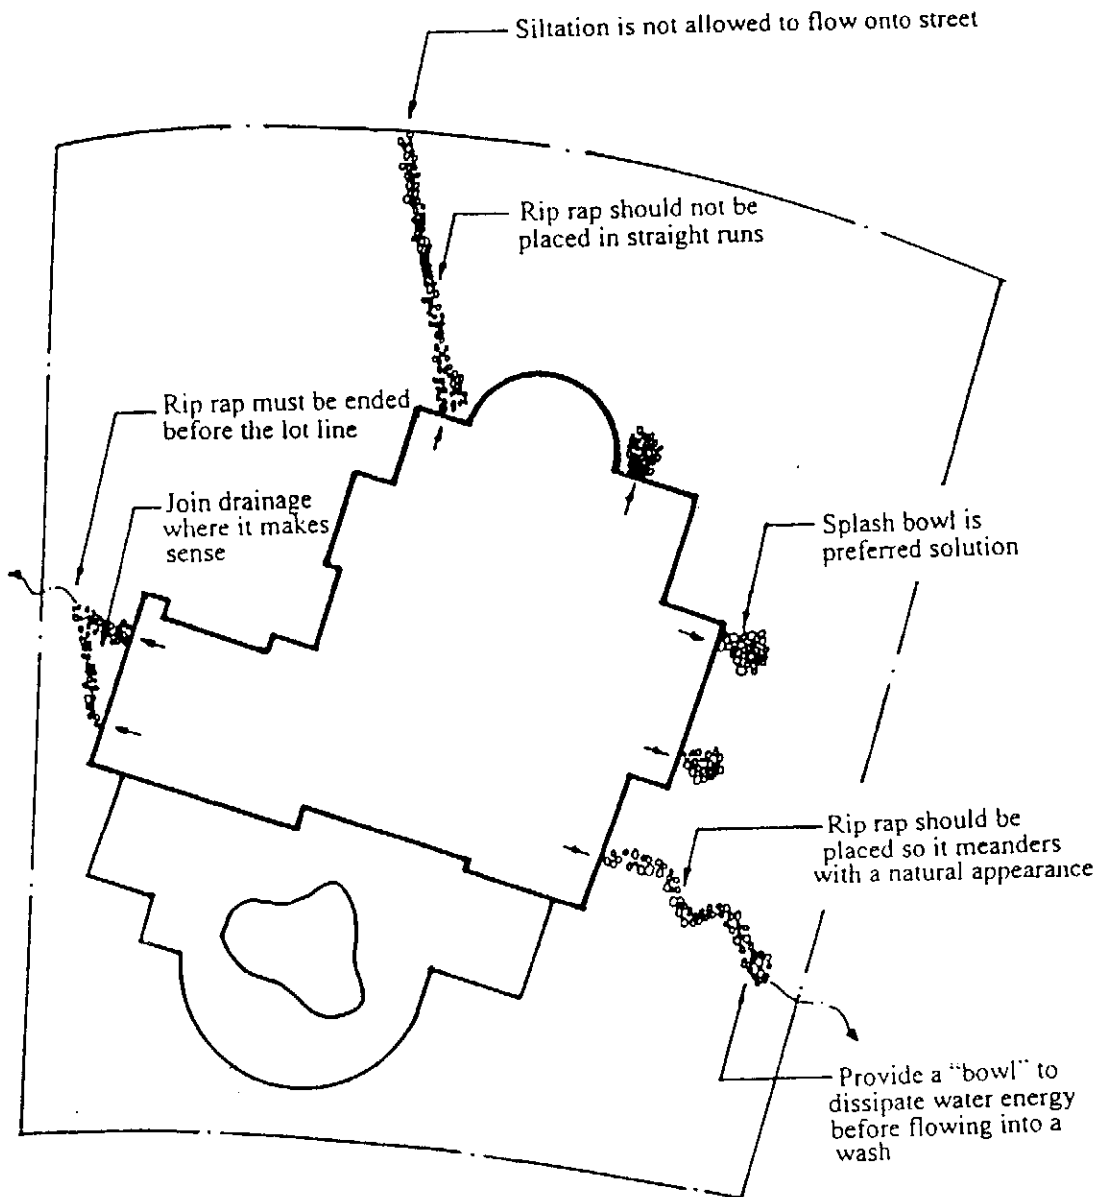 Siltation is not allowed to flow onto street
Rip rap should not be
placed in straight runs
Rip rap must be ended
before the lot line
Join drainage
where it makes
sense
Splash bowl is
preferred solution
Rip rap should be
placed so it meanders
with a natural appearance
Provide a "bowl" to
dissipate water energy
before flowing into a
wash